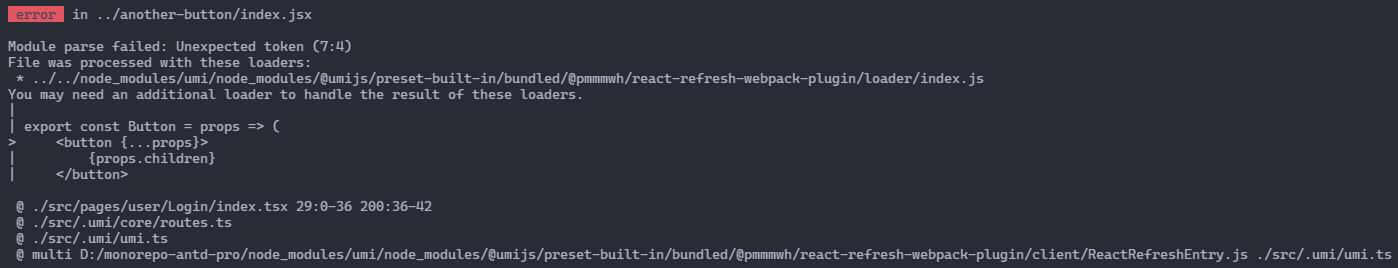 error in ../another-button/index.jsx
Module parse failed: Unexpected token (7:4)
File was processed with these loaders:
 * ../../node_modules/umi/node_modules/@umijs/preset-built-in/bundled/@pmmmwh/react-refresh-webpack-plugin/loader/index.js
You may need an additional loader to handle the result of these loaders.
|
| export const Button = props => (
>     <button {...props}>
|         {props.children}
|     </button>
 @ ./src/pages/user/Login/index.tsx 29:0-36 200:36-42
 @ ./src/.umi/core/routes.ts
 @ ./src/.umi/umi.ts
 @ multi D:/monorepo-antd-pro/node_modules/umi/node_modules/@umijs/preset-built-in/bundled/@pmmmwh/react-refresh-webpack-plugin/client/ReactRefreshEntry.js ./src/.umi/umi.ts